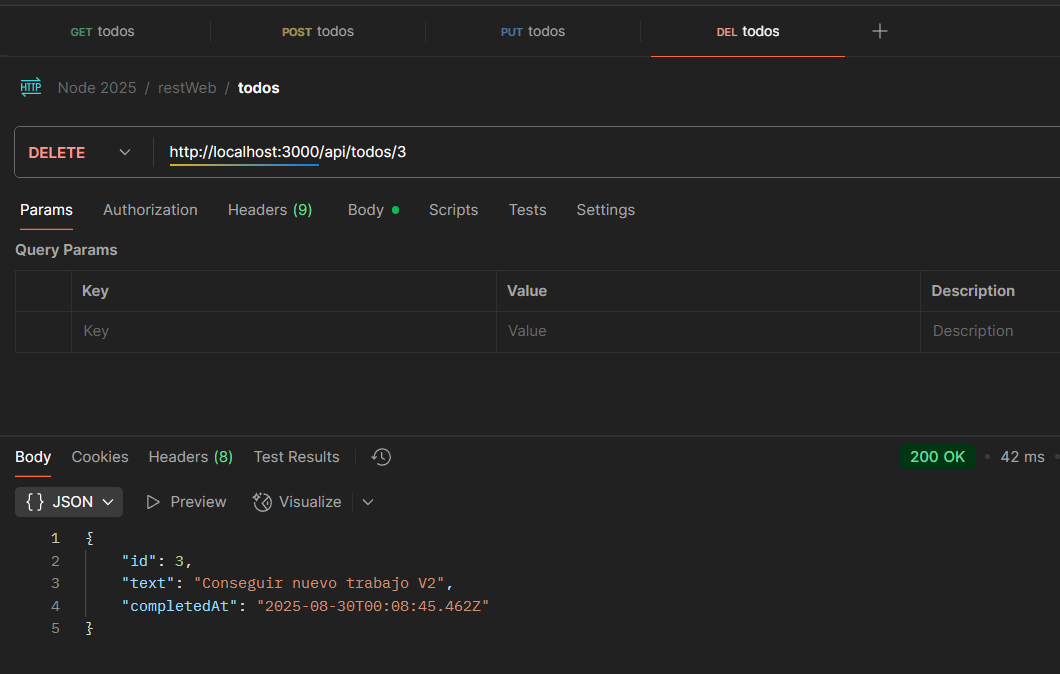 GET todos POST todos PUT todos DEL todos
HTTP Node 2025 / restWeb / todos
DELETE http://localhost:3000/api/todos/3
Params Authorization Headers (9) Body Scripts Tests Settings
Query Params
Key Value Description
Key Value Description
Body Cookies Headers (8) Test Results 200 OK 42 ms
{ } JSON Preview Visualize
1 {
2 "id": 3,
3 "text": "Conseguir nuevo trabajo V2",
4 "completedAt": "2025-08-30T00:08:45.462Z"
5 }